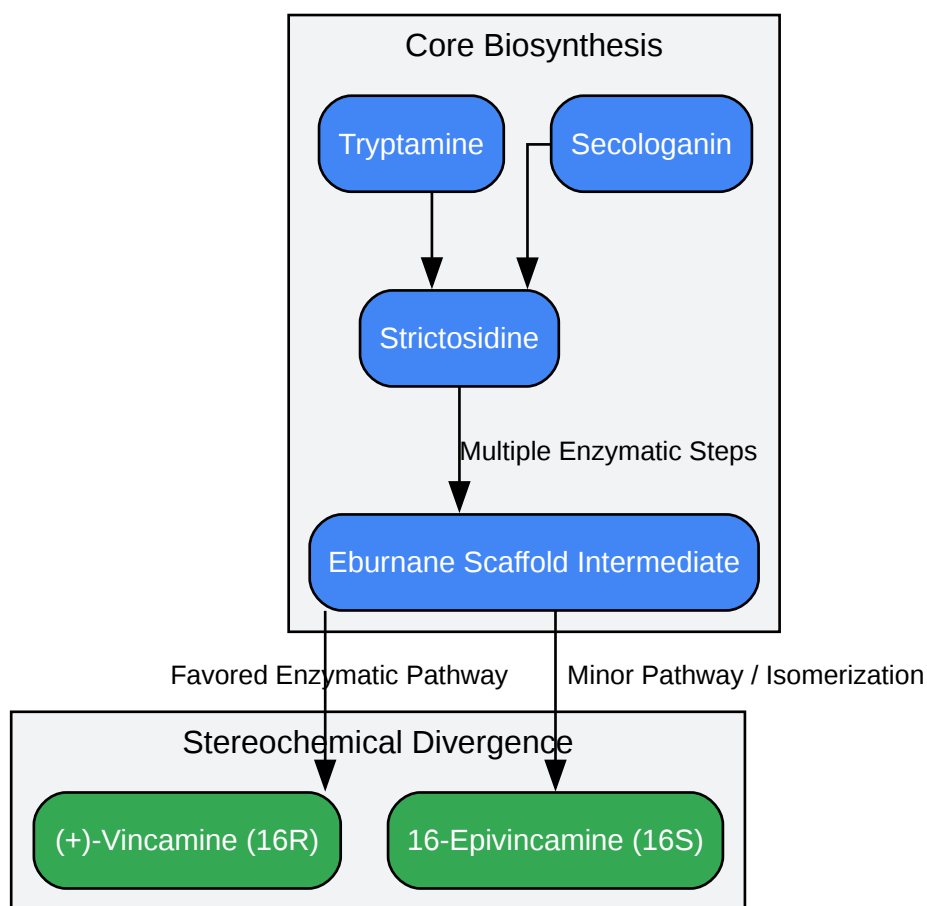 Core Biosynthesis
Tryptamine
Secologanin
Strictosidine
Multiple Enzymatic Steps
Eburnane Scaffold Intermediate
Favored Enzymatic Pathway
Minor Pathway / Isomerization
Stereochemical Divergence
(+)-Vincamine (16R)
16-Epivincamine (16S)